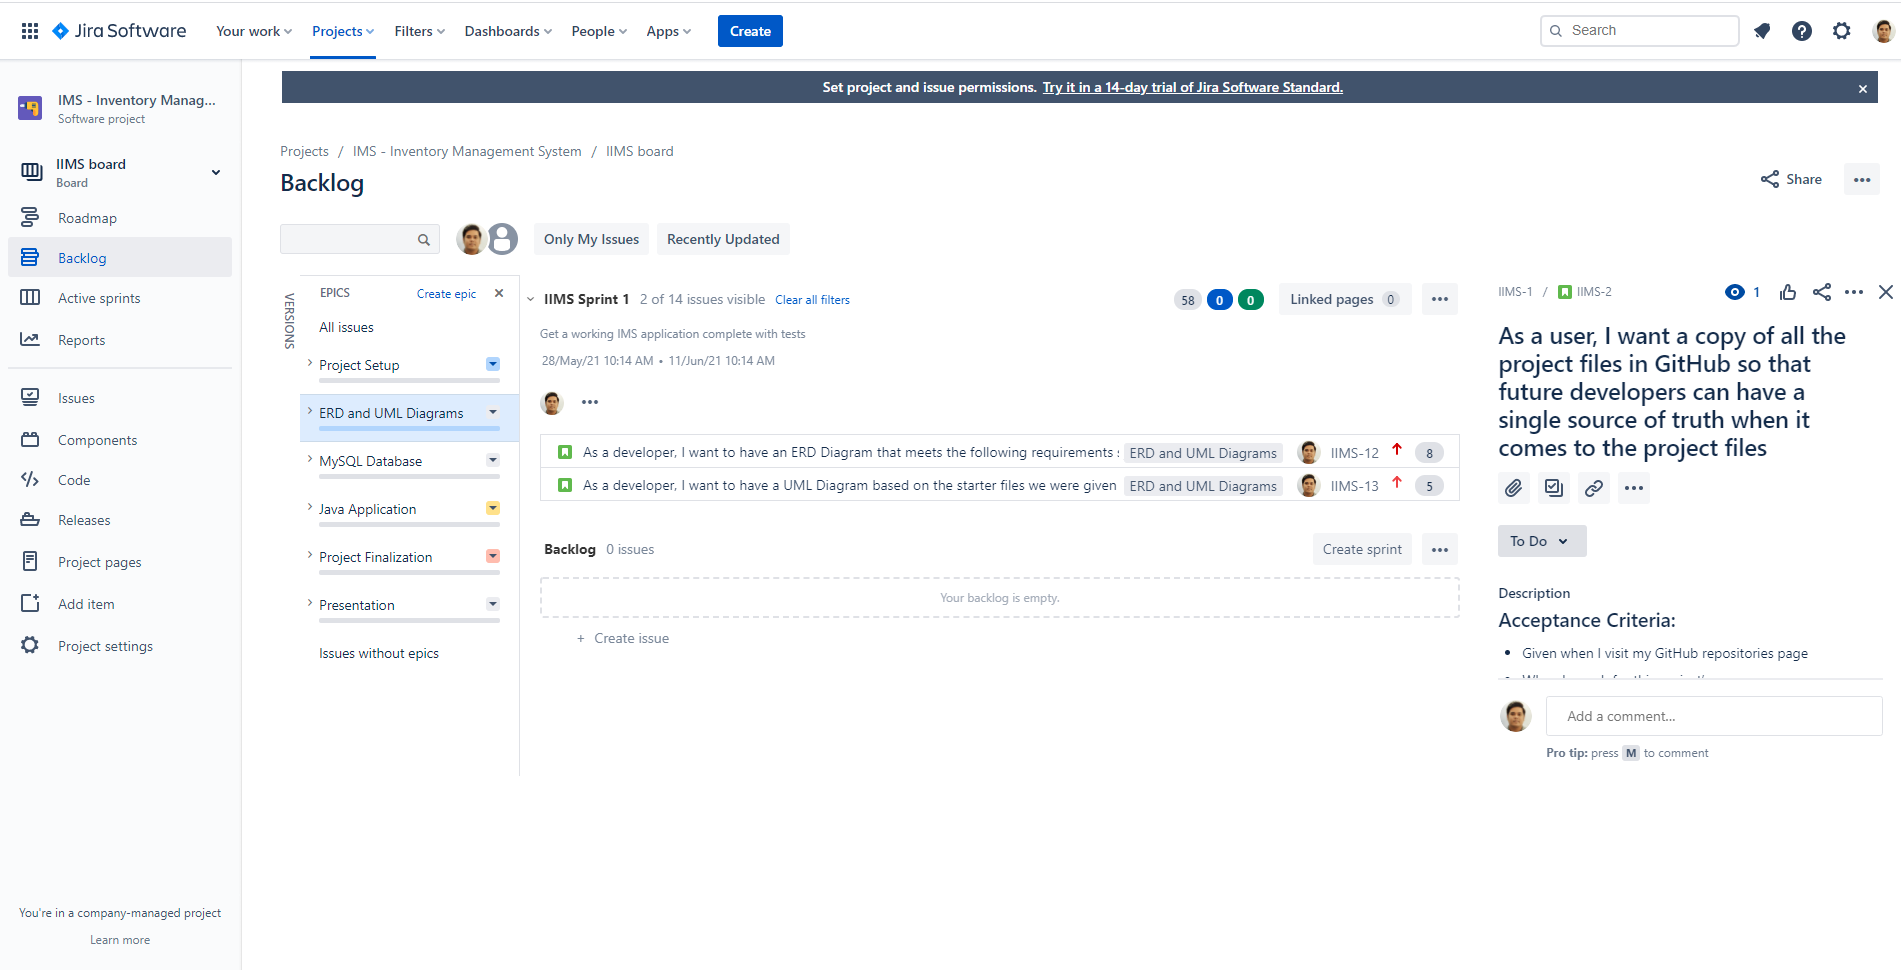 Jira Software Your work Projects Filters Dashboards People Apps Create Search
Set project and issue permissions. Try it in a 14-day trial of Jira Software Standard.
IMS - Inventory Manag...
Software project
IIMS board
Board
Roadmap
Backlog
Active sprints
Reports
Issues
Components
Code
Releases
Project pages
Add item
Project settings
You're in a company-managed project
Learn more
Projects / IMS - Inventory Management System / IIMS board
Backlog
Share
Only My Issues Recently Updated
VERSIONS
EPICS Create epic
All issues
Project Setup
ERD and UML Diagrams
MySQL Database
Java Application
Project Finalization
Presentation
Issues without epics
IIMS Sprint 1 2 of 14 issues visible Clear all filters 58 0 0 Linked pages 0
Get a working IMS application complete with tests
28/May/21 10:14 AM • 11/Jun/21 10:14 AM
As a developer, I want to have an ERD Diagram that meets the following requirements : ERD and UML Diagrams IIMS-12 8
As a developer, I want to have a UML Diagram based on the starter files we were given ERD and UML Diagrams IIMS-13 5
Backlog 0 issues Create sprint
Your backlog is empty.
+ Create issue
IIMS-1 / IIMS-2 1
As a user, I want a copy of all the
project files in GitHub so that
future developers can have a
single source of truth when it
comes to the project files
To Do
Description
Acceptance Criteria:
• Given when I visit my GitHub repositories page
Add a comment...
Pro tip: press M to comment